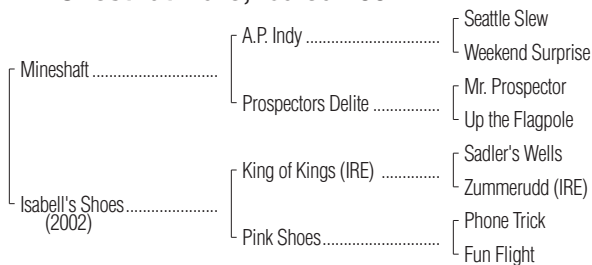 Seattle Slew
A.P. Indy ................................
Weekend Surprise
Mineshaft ..............................
Mr. Prospector
Prospectors Delite ................
Up the Flagpole
Sadler's Wells
King of Kings (IRE) ..............
Zummerudd (IRE)
Isabell's Shoes ......................
(2002)
Phone Trick
Pink Shoes ............................
Fun Flight